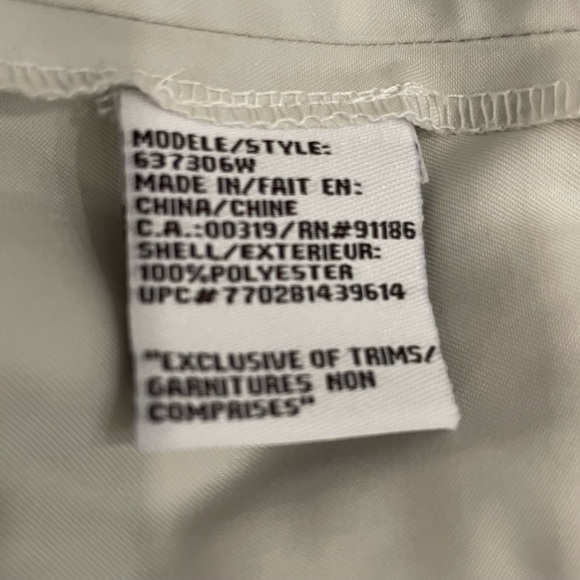 MODELE/STYLE:
637306W
MADE IN/FAIT EN:
CHINA/CHINE
C.A.:00319/RN#91186
SHELL/EXTERIEUR:
100%POLYESTER
UPC#770281439614
"EXCLUSIVE OF TRIMS/
GARNITURES NON
COMPRISES"